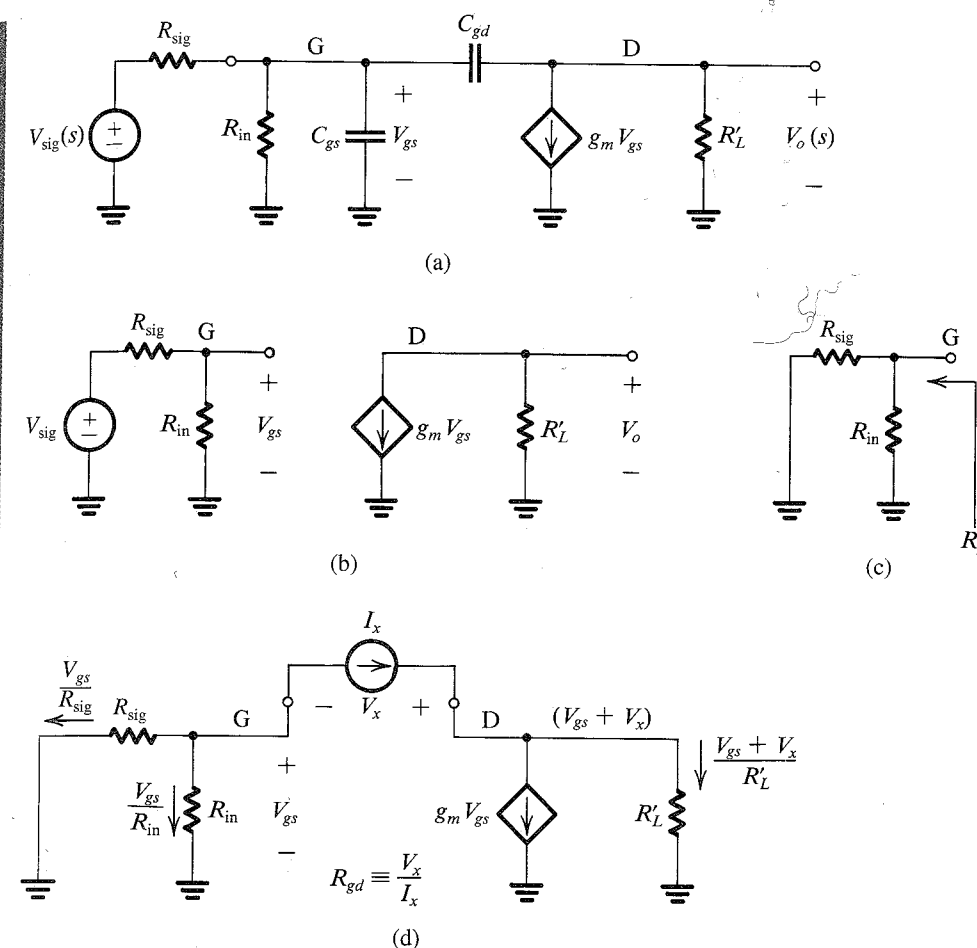 R_sig
G
C_gd
D
V_sig(s)
R_in
C_gs
+
V_gs
−
g_m V_gs
R'_L
+
V_o (s)
−
(a)
R_sig
G
V_sig
R_in
+
V_gs
−
D
g_m V_gs
R'_L
+
V_o
−
(b)
R_sig
G
R_in
R
(c)
I_x
− V_x +
V_gs / R_sig
R_sig
G
D
(V_gs + V_x)
V_gs + V_x / R'_L
V_gs / R_in
R_in
+
V_gs
−
g_m V_gs
R'_L
R_gd ≡ V_x / I_x
(d)